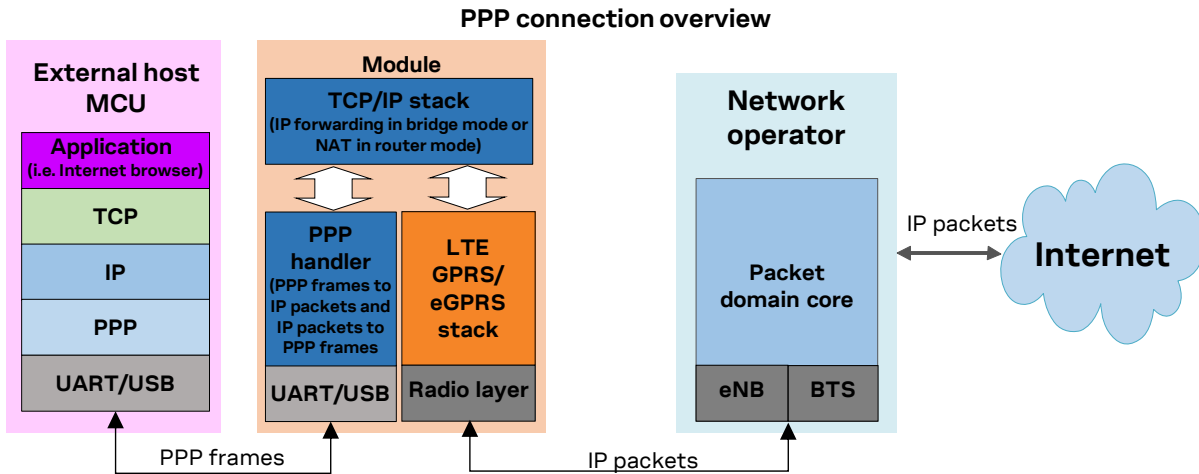 PPP connection overview
External host
MCU
Application
(i.e. Internet browser)
TCP
IP
PPP
UART/USB
Module
TCP/IP stack
(IP forwarding in bridge mode or
NAT in router mode)
PPP
handler
(PPP frames to
IP packets and
IP packets to
PPP frames
UART/USB
LTE
GPRS/
eGPRS
stack
Radio layer
Network
operator
Packet
domain core
eNB
BTS
IP packets
Internet
PPP frames
IP packets